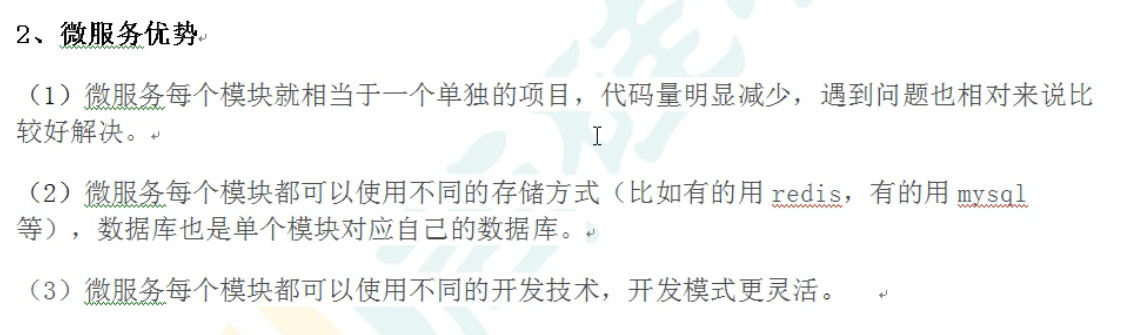 2、微服务优势
（1）微服务每个模块就相当于一个单独的项目，代码量明显减少，遇到问题也相对来说比
较好解决。
（2）微服务每个模块都可以使用不同的存储方式（比如有的用 redis，有的用 mysql
等），数据库也是单个模块对应自己的数据库。
（3）微服务每个模块都可以使用不同的开发技术，开发模式更灵活。